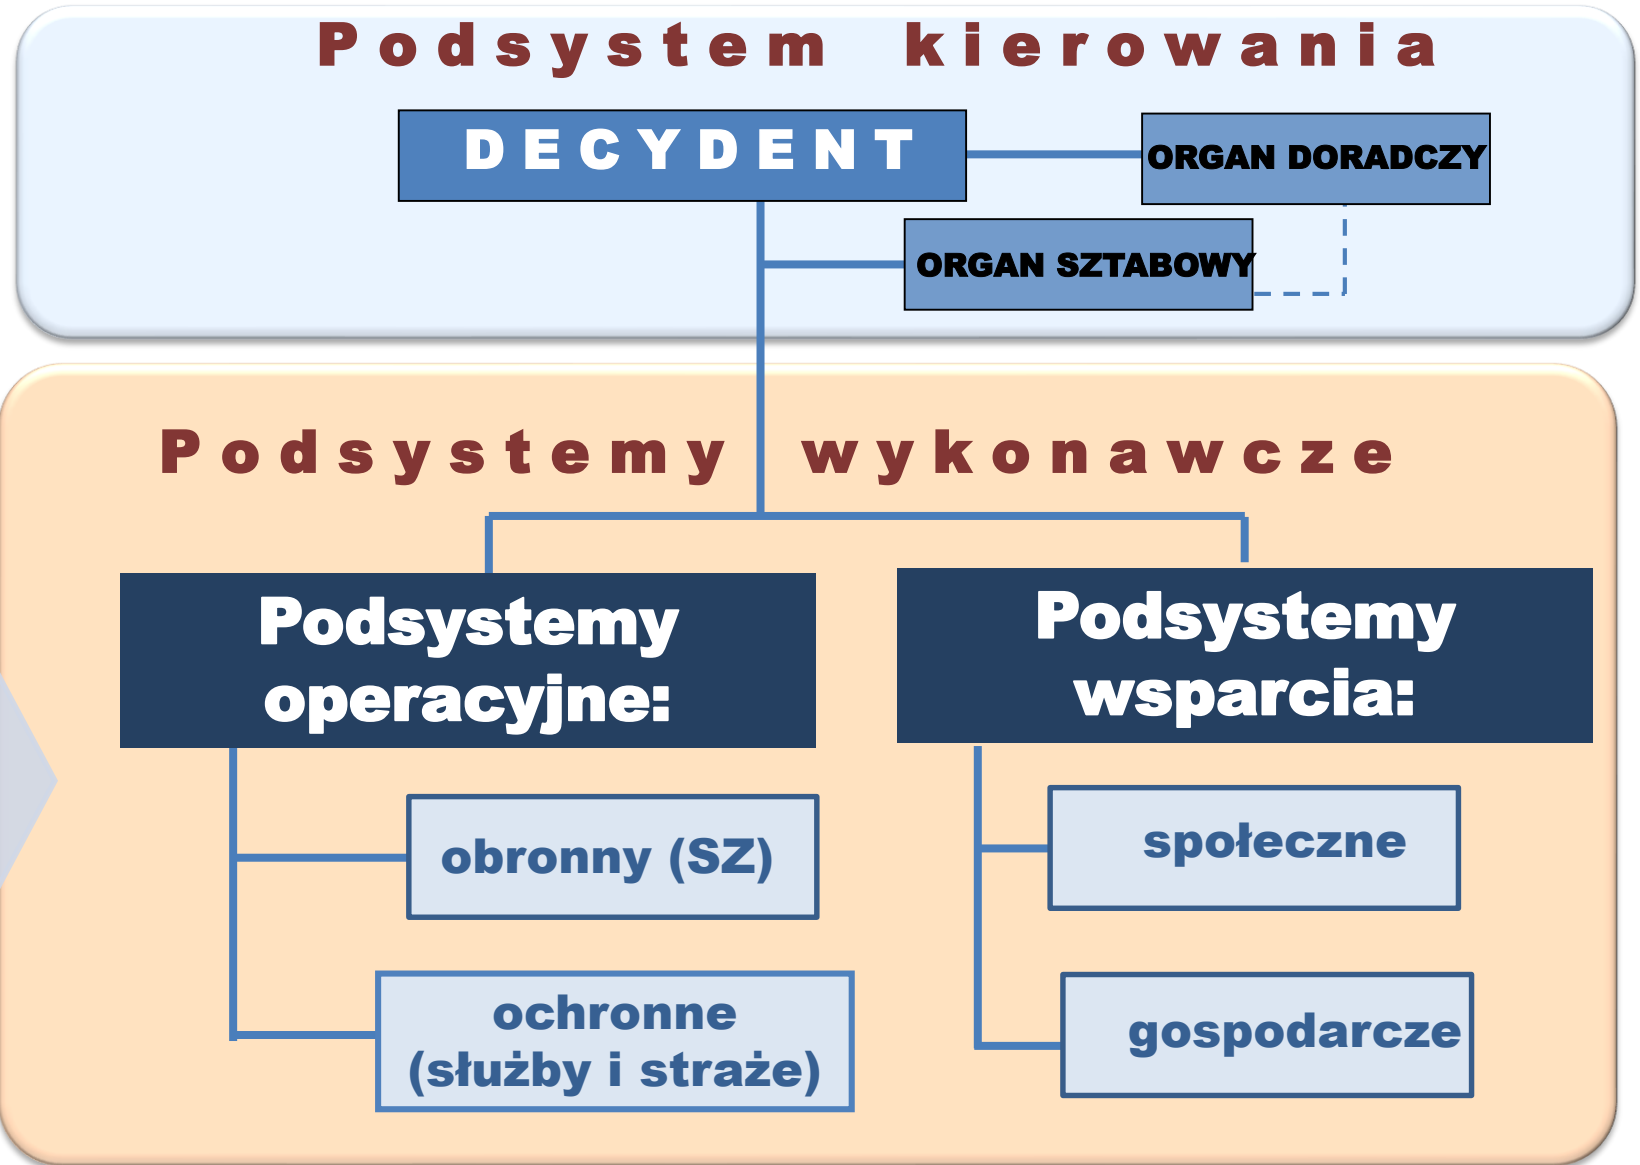 Podsystem kierowania
DECYDENT
ORGAN DORADCZY
ORGAN SZTABOWY
Podsystemy wykonawcze
Podsystemy
operacyjne:
obronny (SZ)
ochronne
(służby i straże)
Podsystemy
wsparcia:
społeczne
gospodarcze